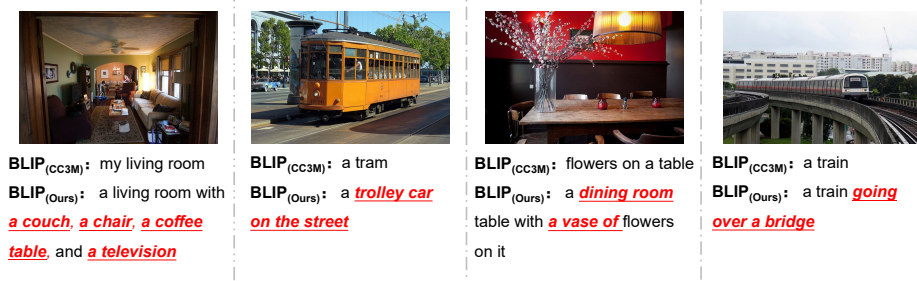 BLIP(CC3M): my living room
BLIP(Ours): a living room with
a couch, a chair, a coffee
table, and a television
BLIP(CC3M): a tram
BLIP(Ours): a trolley car
on the street
BLIP(CC3M): flowers on a table
BLIP(Ours): a dining room
table with a vase of flowers
on it
BLIP(CC3M): a train
BLIP(Ours): a train going
over a bridge